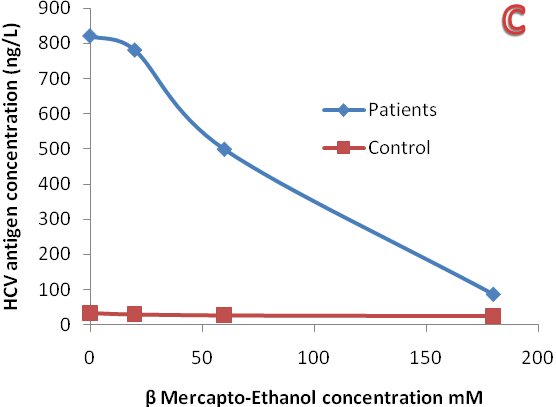 C
900
800
700
600
500
400
300
200
100
0
HCV antigen concentration (ng/L)
Patients
Control
0 50 100 150 200
β Mercapto-Ethanol concentration mM